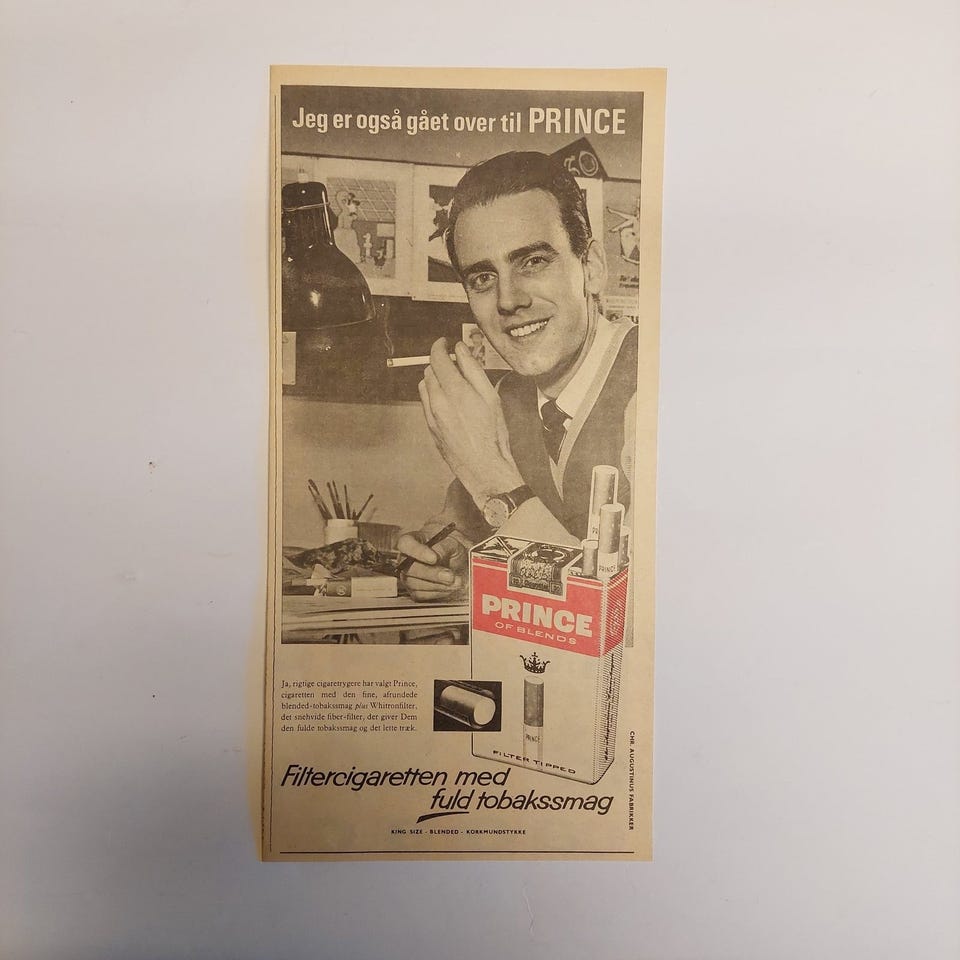 Jeg er også gået over til PRINCE
PRINCE
PRINCE
OF BLENDS
Ja, rigtige cigaretrygere har valgt Prince,
cigaretten med den fine, afrundede
blended-tobakssmag plus Whitronfilter,
det snehvide fiber-filter, der giver Dem
den fulde tobakssmag og det lette træk.
PRINCE
FILTER TIPPED
CHR. AUGUSTINUS FABRIKKER
Filtercigaretten med
fuld tobakssmag
KING SIZE - BLENDED - KORKMUNDSTYKKE